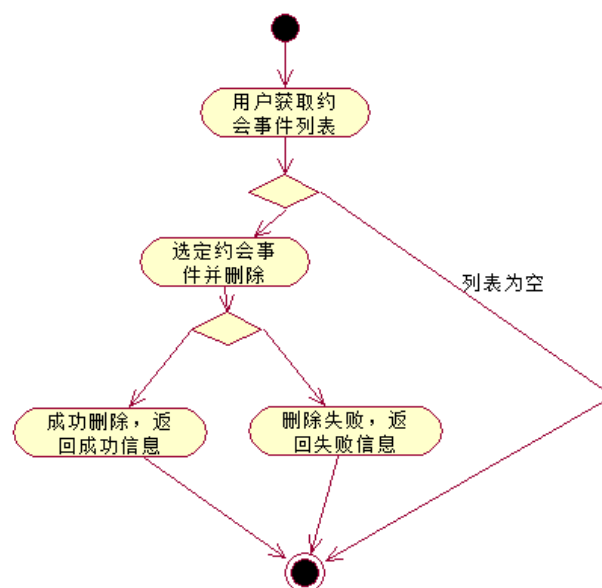 用户获取约
会事件列表
选定约会事
件并删除
列表为空
成功删除，返
回成功信息
删除失败，返
回失败信息